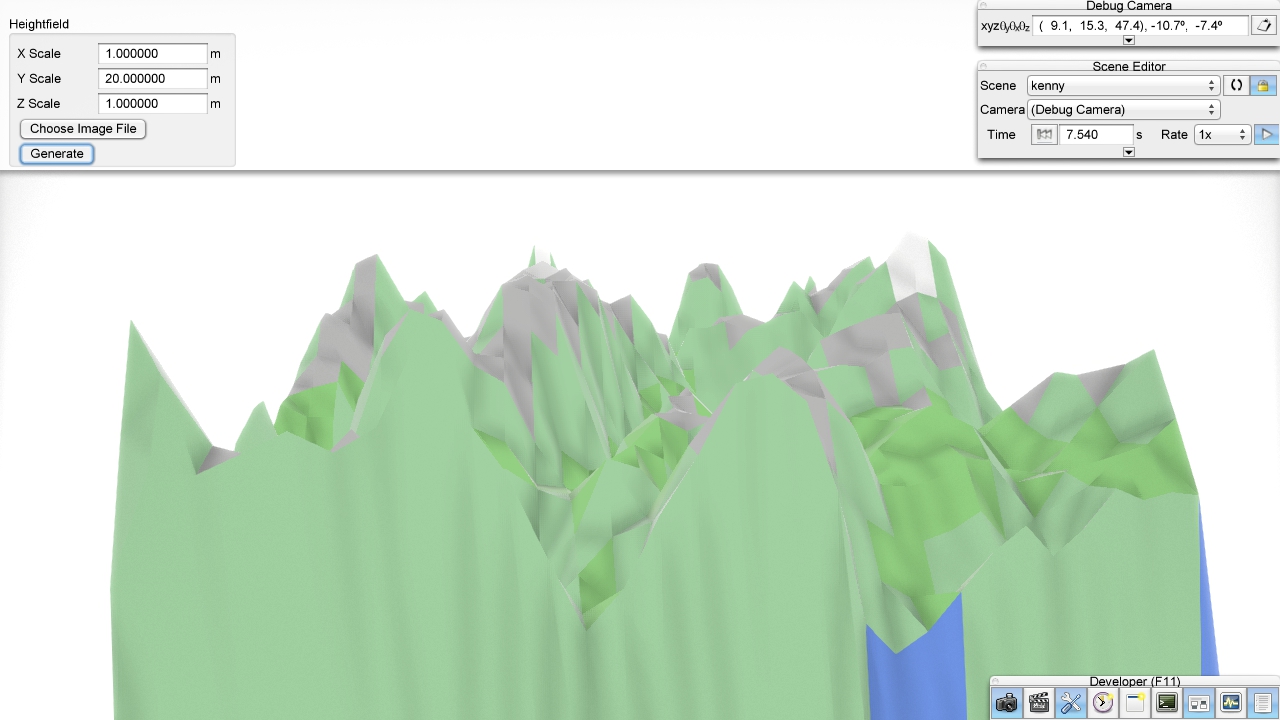 Heightfield
X Scale 1.000000 m
Y Scale 20.000000 m
Z Scale 1.000000 m
Choose Image File
Generate
Debug Camera
( 9.1, 15.3, 47.4), -10.7º, -7.4º
Scene Editor
Scene kenny
Camera (Debug Camera)
Time 7.540 s Rate 1x
Developer (F11)